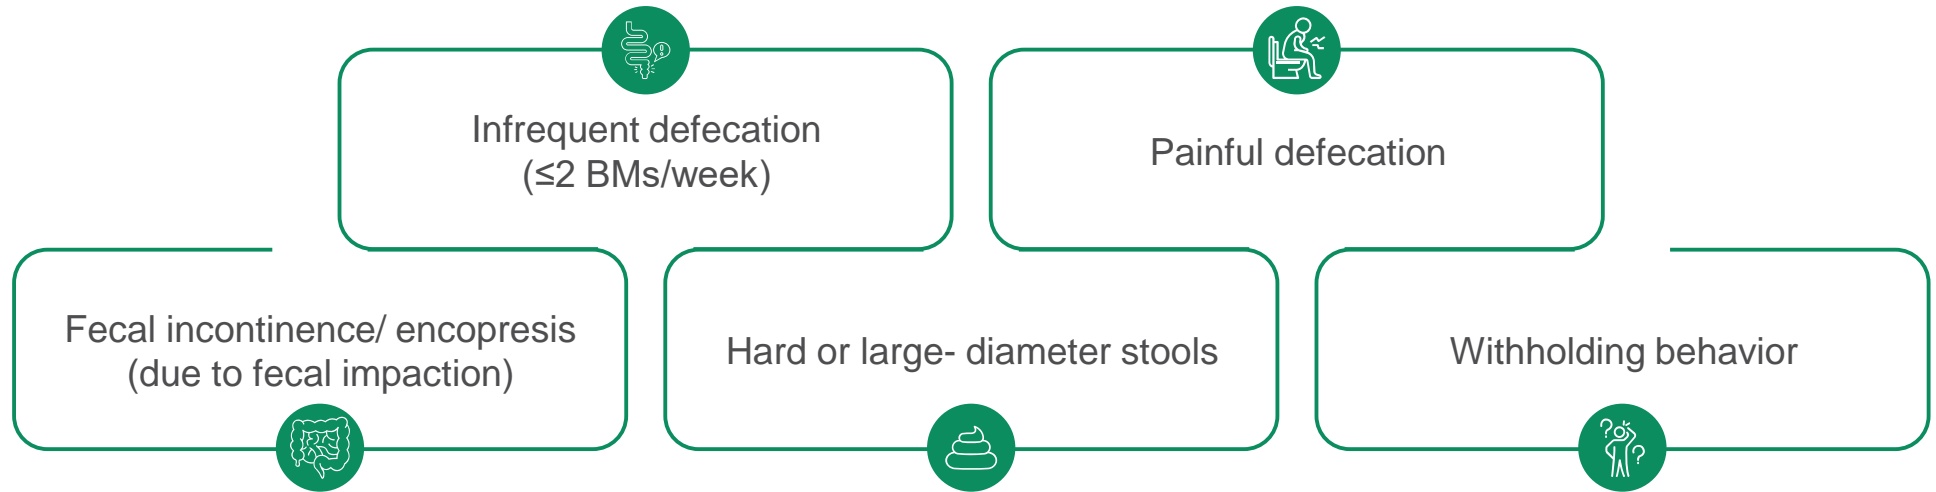 Infrequent defecation
(≤2 BMs/week)
Painful defecation
Fecal incontinence/ encopresis
(due to fecal impaction)
Hard or large- diameter stools
Withholding behavior